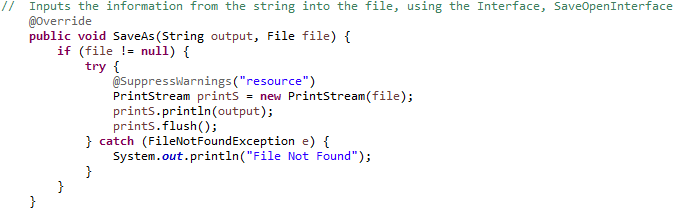 //  Inputs the information from the string into the file, using the Interface, SaveOpenInterface
    @Override
    public void SaveAs(String output, File file) {
        if (file != null) {
            try {
                @SuppressWarnings("resource")
                PrintStream printS = new PrintStream(file);
                printS.println(output);
                printS.flush();
            } catch (FileNotFoundException e) {
                System.out.println("File Not Found");
            }
        }
    }